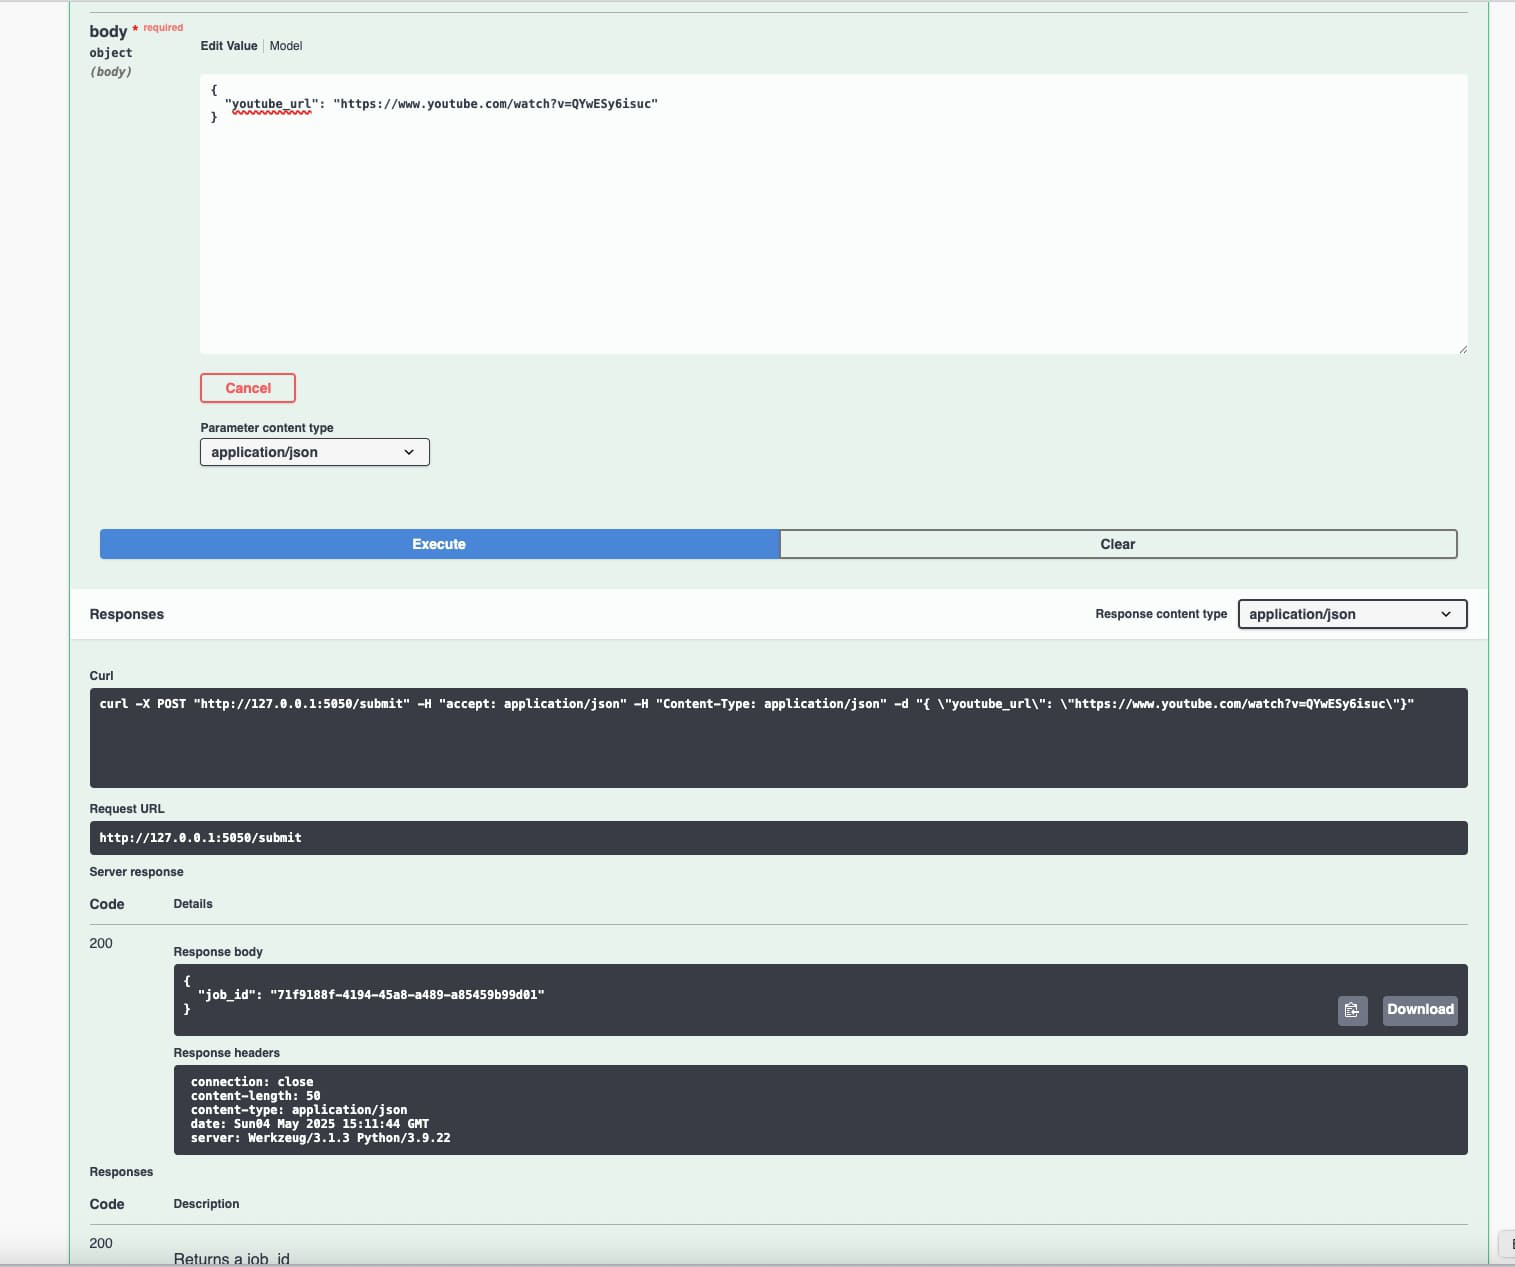 body * required
object
(body)
Edit Value | Model
{
  "youtube_url": "https://www.youtube.com/watch?v=QYwESy6isuc"
}
Cancel
Parameter content type
application/json
Execute
Clear
Responses
Response content type
application/json
Curl
curl -X POST "http://127.0.0.1:5050/submit" -H "accept: application/json" -H "Content-Type: application/json" -d "{ \"youtube_url\": \"https://www.youtube.com/watch?v=QYwESy6isuc\"}"
Request URL
http://127.0.0.1:5050/submit
Server response
Code Details
200
Response body
{
  "job_id": "71f9188f-4194-45a8-a489-a85459b99d01"
}
Download
Response headers
connection: close
content-length: 50
content-type: application/json
date: Sun04 May 2025 15:11:44 GMT
server: Werkzeug/3.1.3 Python/3.9.22
Responses
Code Description
200
Returns a job_id